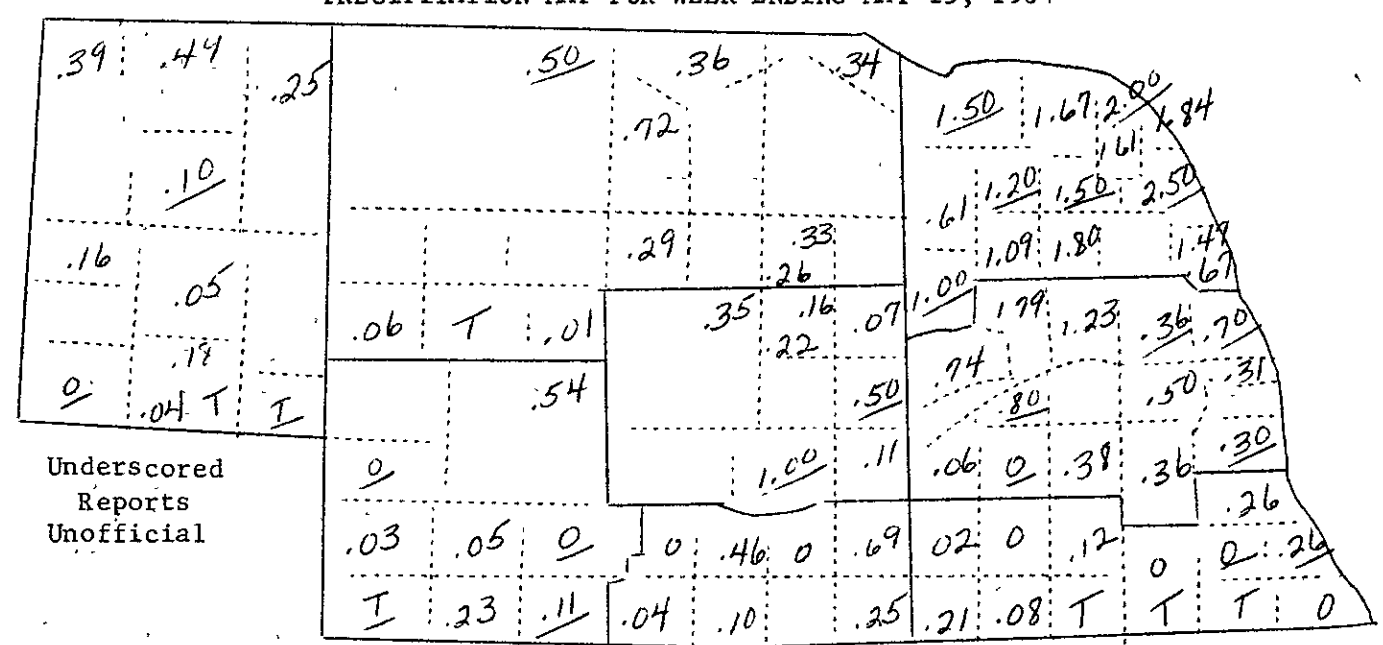 .39 .44 .25 .50 .36 .34
1.50 1.67 2.00 1.84
.72 1.61
.10 1.20 1.50 2.50
.61
.16 .29 .33 1.09 1.80 1.47
.05 .26 .67
.06 T .01 .35 .16 .07 1.00 1.79 1.23 .36 .70
.18 .22 .74 .31
0 .04 T T .54 .50 .80 .50
0 1.00 .11 .06 0 .38 .36 .30
Underscored
Reports
Unofficial
.26
.03 .05 0 0 .46 0 .69 .02 0 .12 0 0 .26
T .23 .11 .04 .10 .25 .21 .08 T T T 0